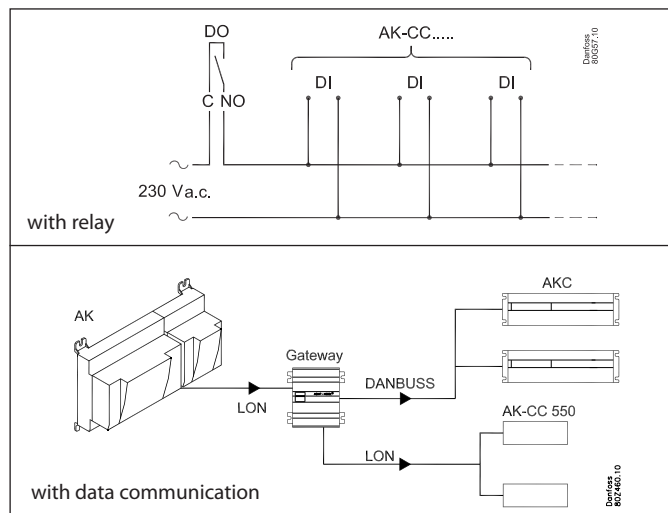 DO
AK-CC.....
Danfoss
80G57.10
DI
DI
DI
C NO
230 Va.c.
with relay
AK
AKC
Gateway
DANBUSS
LON
AK-CC 550
LON
Danfoss
80Z460.10
with data communication